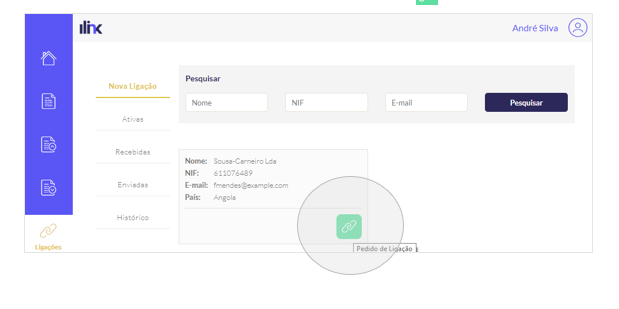 ilink
André Silva
Nova Ligação
Ativas
Recebidas
Enviadas
Histórico
Ligações
Pesquisar
Nome
NIF
E-mail
Pesquisar
Nome: Sousa-Carneiro Lda
NIF: 611076489
E-mail: fmendes@example.com
País: Angola
Pedido de Ligação